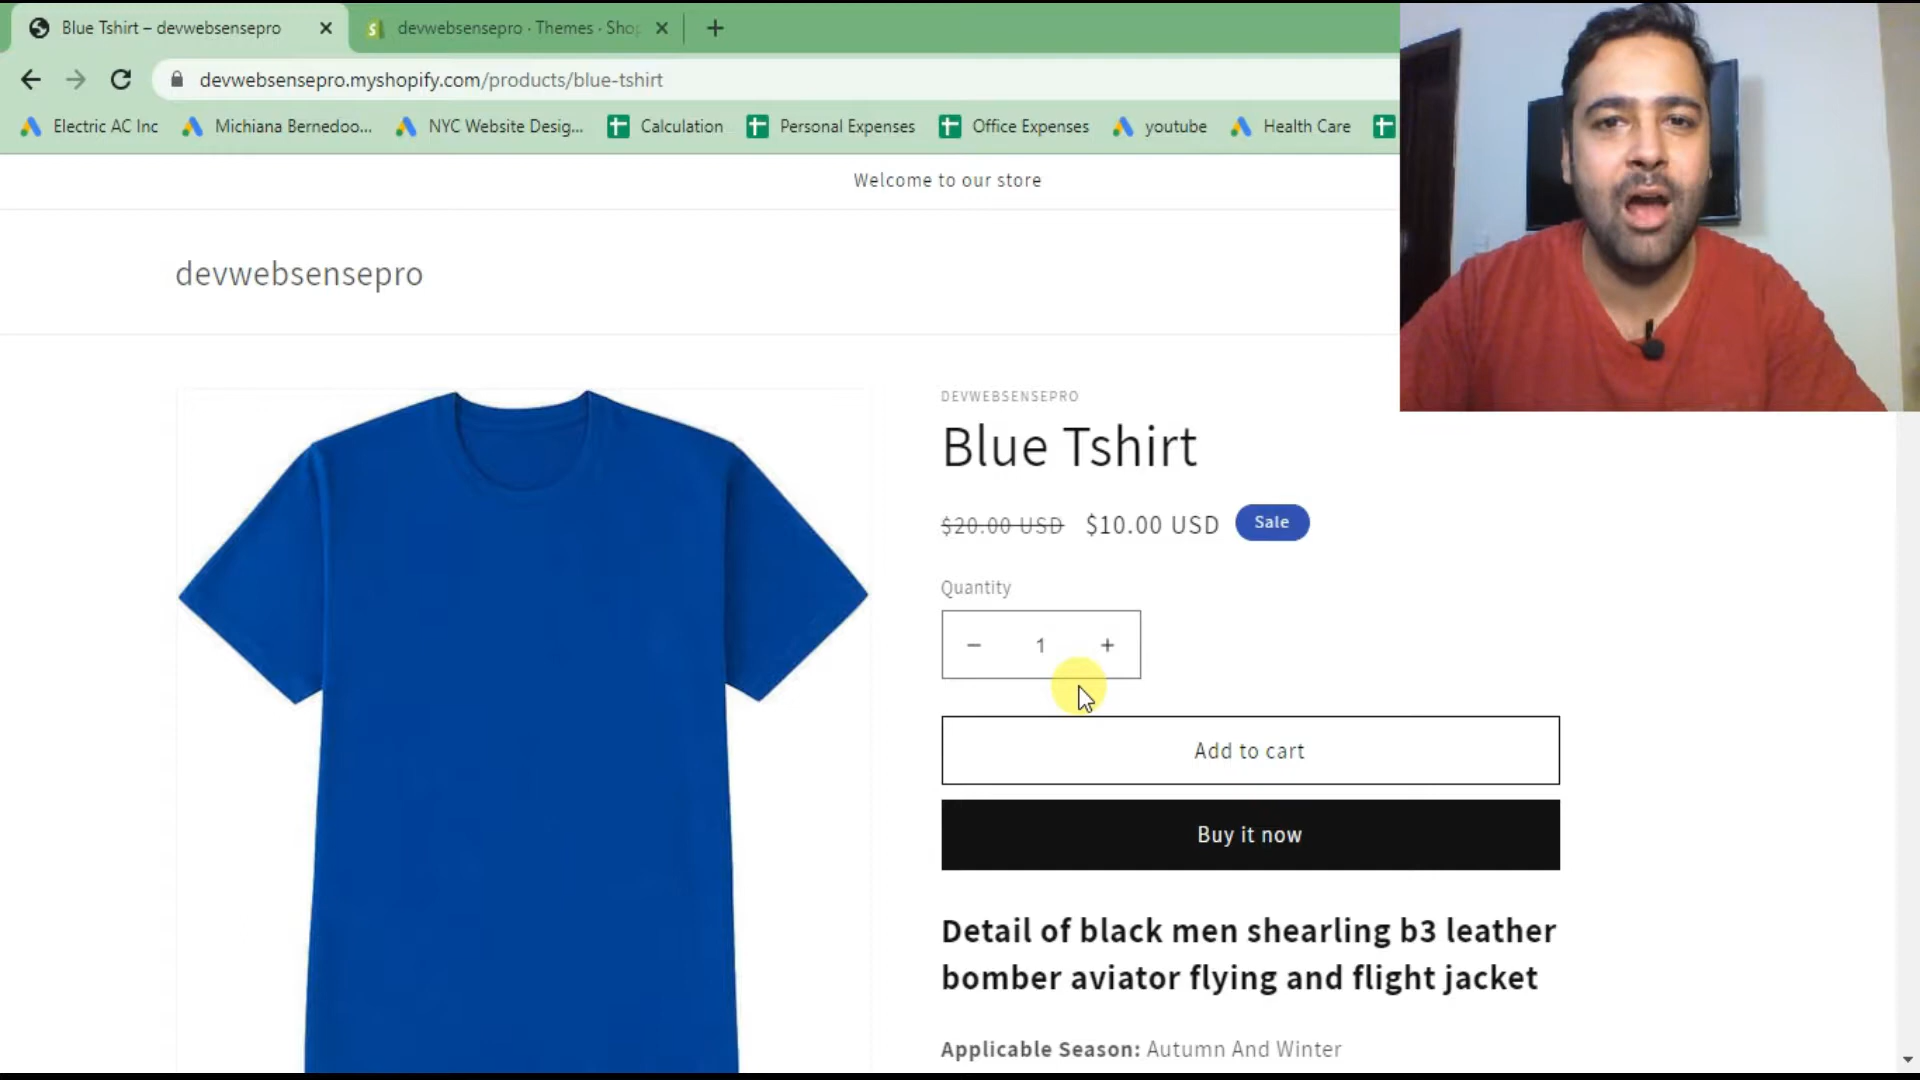 Blue Tshirt – devwebsensepro
devwebsensepro · Themes · Shop
devwebsensepro.myshopify.com/products/blue-tshirt
Electric AC Inc
Michiana Bernedoo...
NYC Website Desig...
Calculation
Personal Expenses
Office Expenses
youtube
Health Care
Welcome to our store
devwebsensepro
DEVWEBSENSEPRO
Blue Tshirt
$20.00 USD $10.00 USD Sale
Quantity
− 1 +
Add to cart
Buy it now
Detail of black men shearling b3 leather
bomber aviator flying and flight jacket
Applicable Season: Autumn And Winter